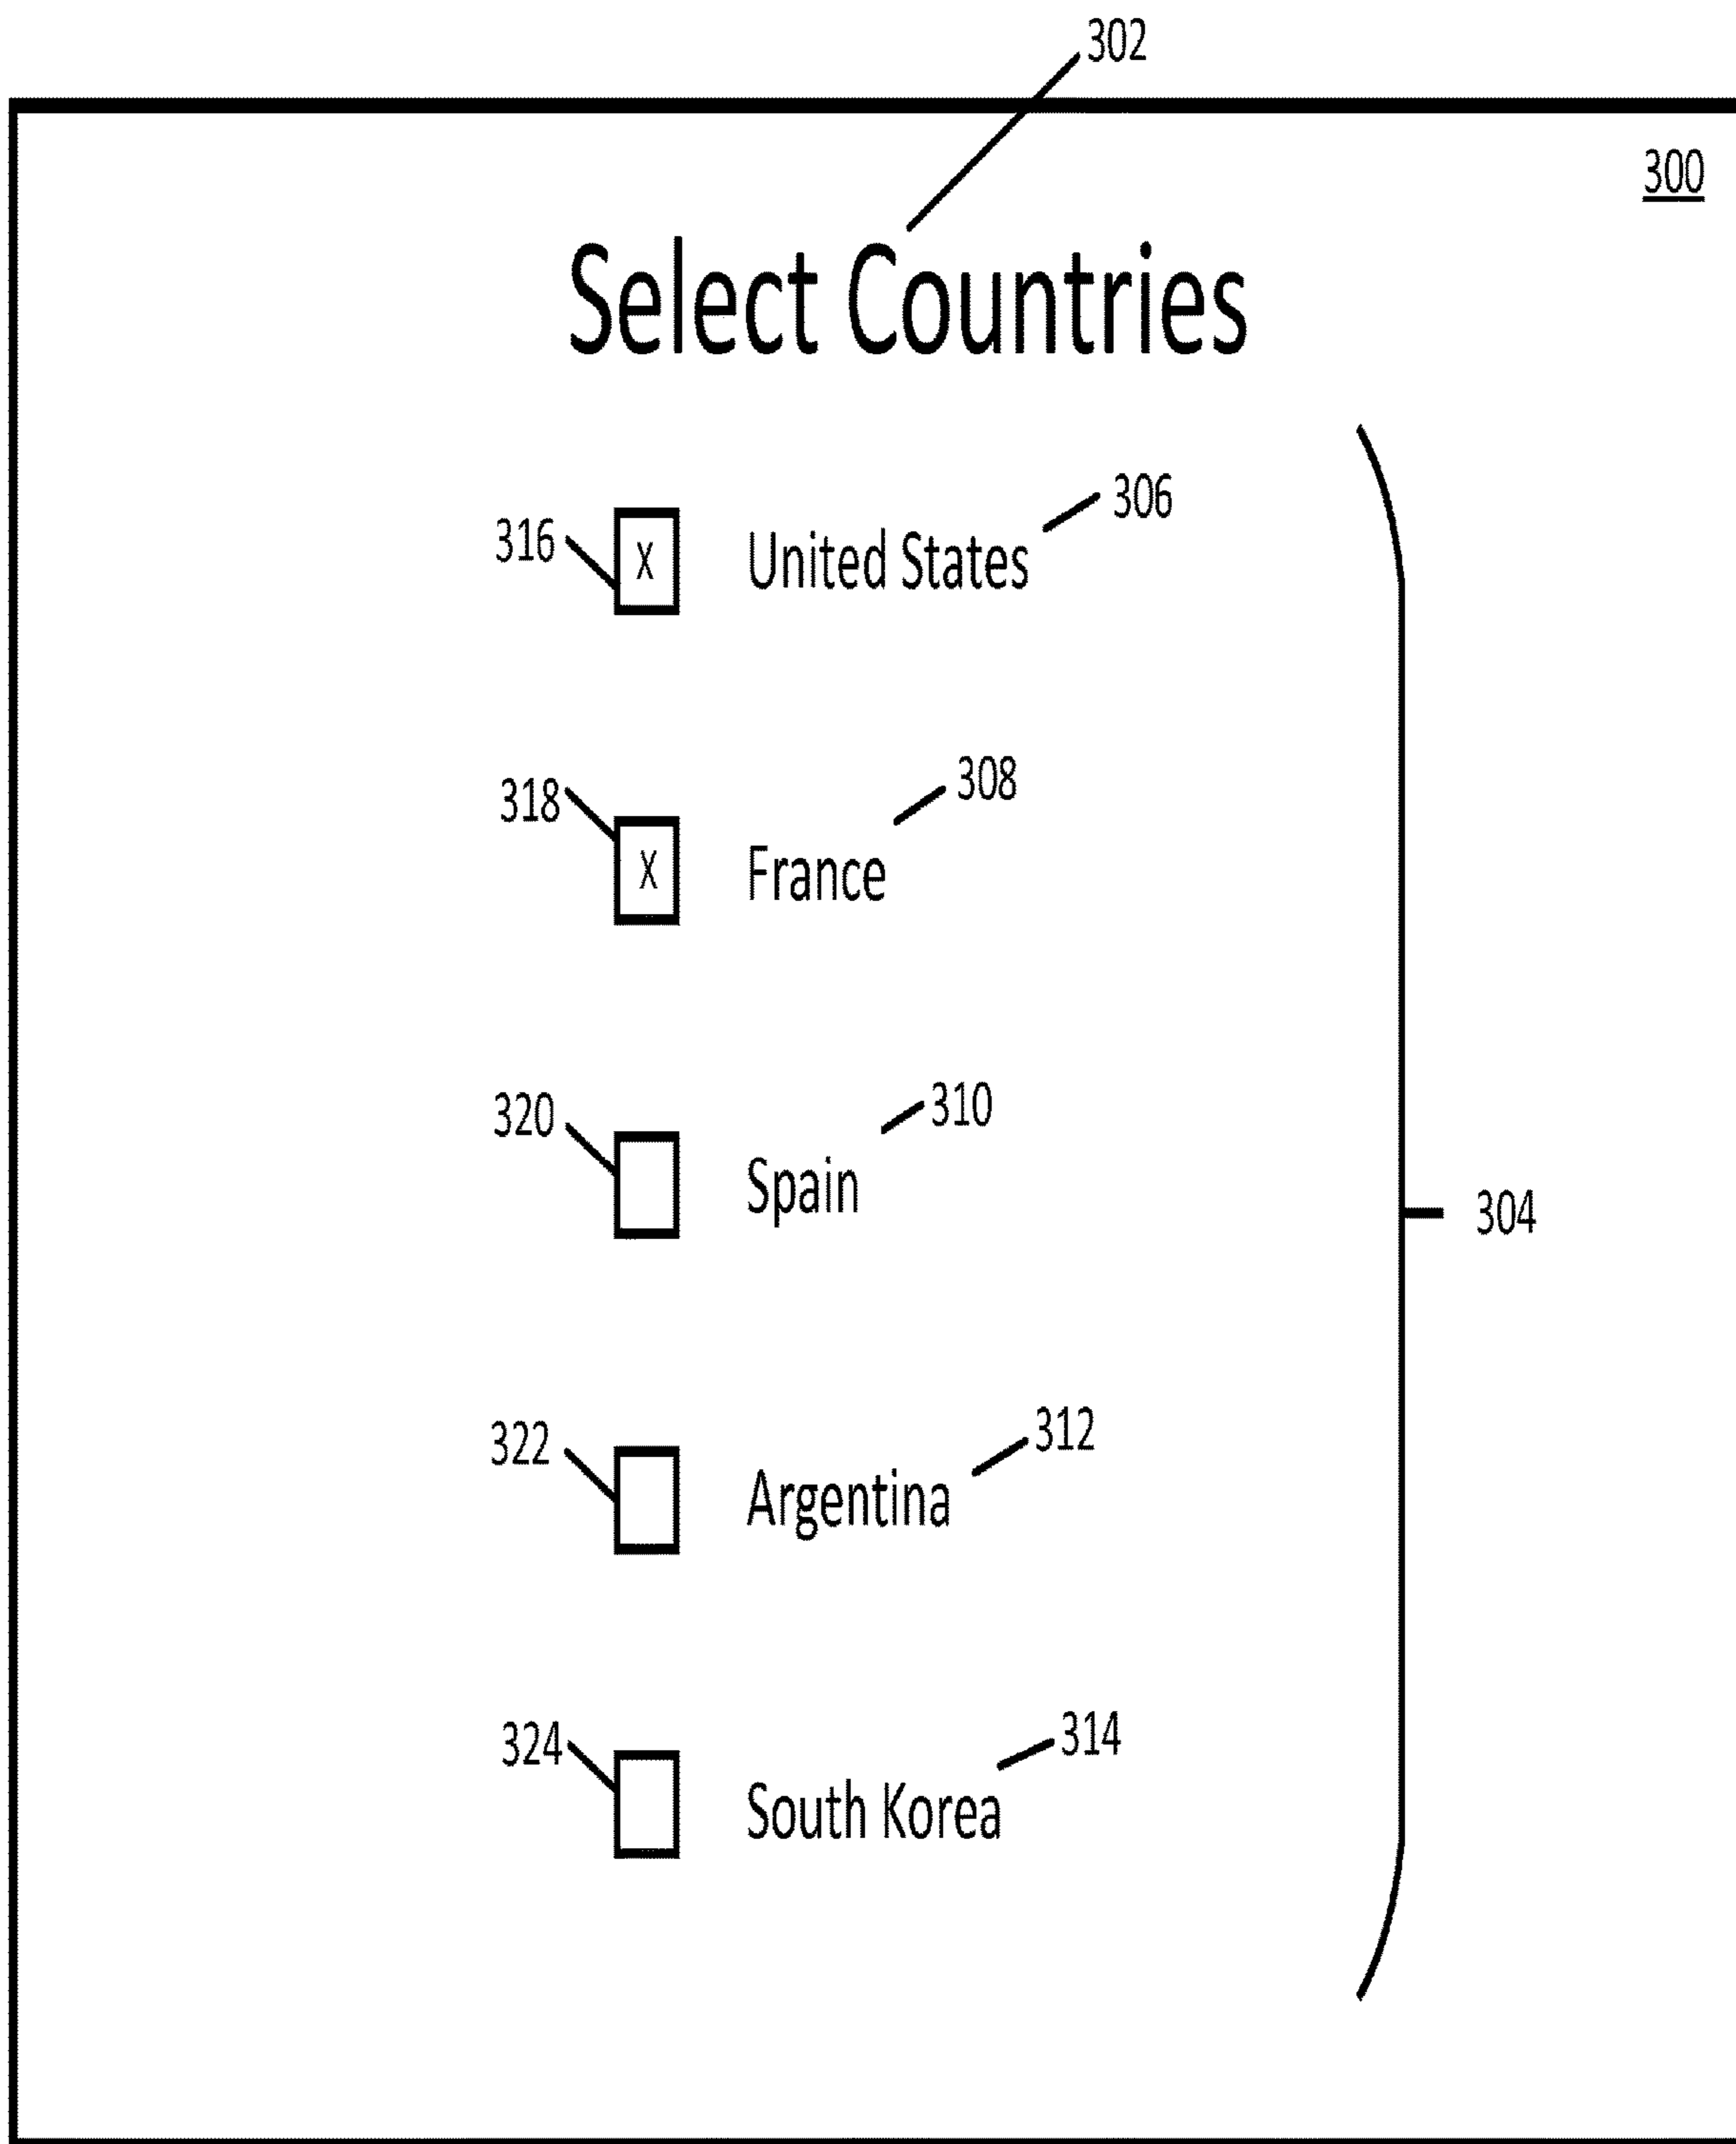 302
300
Select Countries
306
316 X United States
308
318 X France
310
320 Spain
304
312
322 Argentina
314
324 South Korea